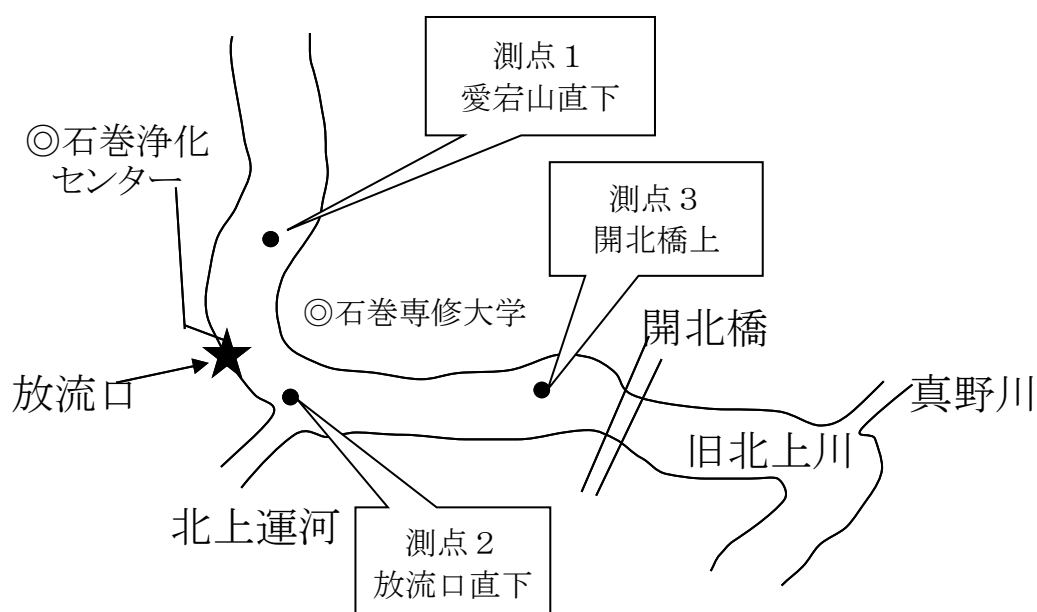 測点１
愛宕山直下
◎石巻浄化
センター
測点３
開北橋上
◎石巻専修大学
開北橋
放流口
真野川
旧北上川
北上運河
測点２
放流口直下